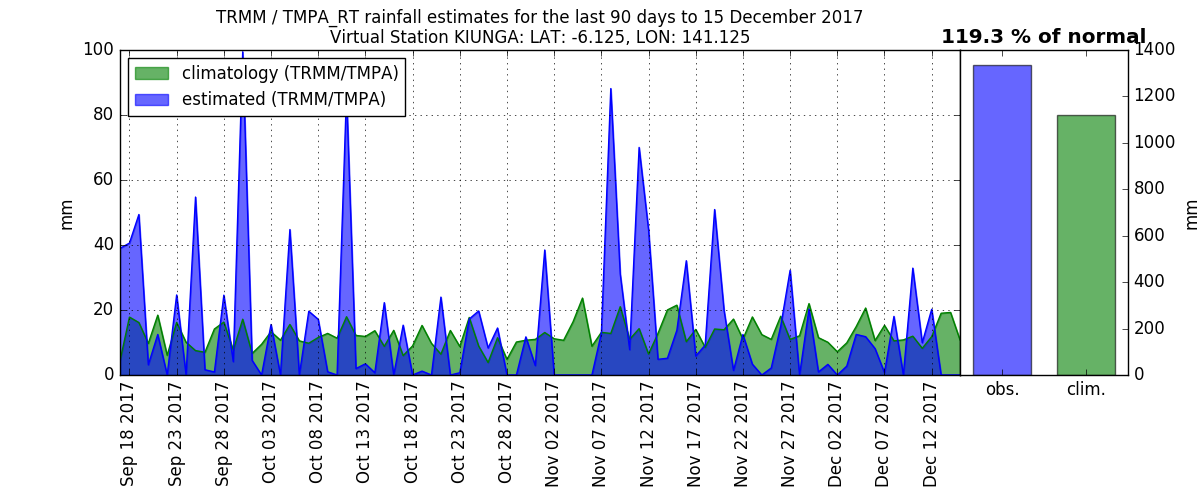 TRMM / TMPA_RT rainfall estimates for the last 90 days to 15 December 2017
Virtual Station KIUNGA: LAT: -6.125, LON: 141.125
119.3 % of normal
climatology (TRMM/TMPA)
estimated (TRMM/TMPA)
mm
100
80
60
40
20
0
Sep 18 2017
Sep 23 2017
Sep 28 2017
Oct 03 2017
Oct 08 2017
Oct 13 2017
Oct 18 2017
Oct 23 2017
Oct 28 2017
Nov 02 2017
Nov 07 2017
Nov 12 2017
Nov 17 2017
Nov 22 2017
Nov 27 2017
Dec 02 2017
Dec 07 2017
Dec 12 2017
obs.
clim.
1400
1200
1000
800
600
400
200
0
mm